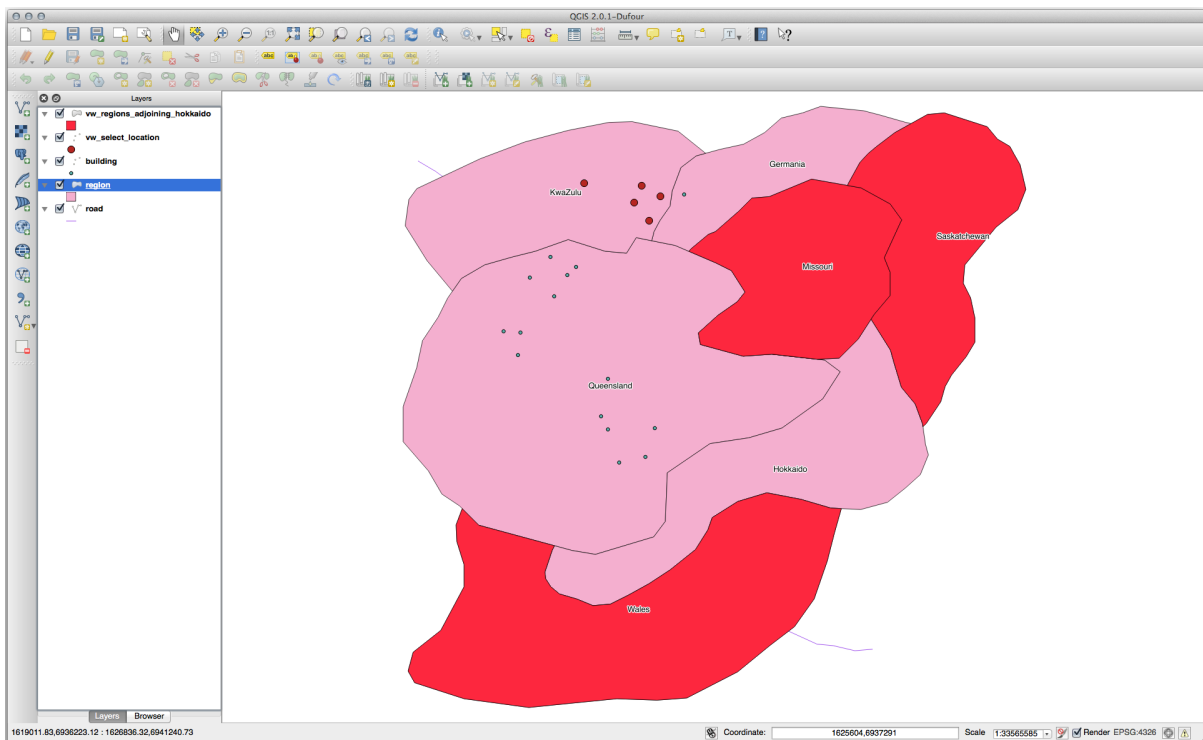 QGIS 2.0.1-Dufour
Layers
vw_regions_adjoining_hokkaido
vw_select_location
building
region
road
Germania
KwaZulu
Saskatchewan
Missouri
Queensland
Hokkaido
Wales
Layers Browser
1619011.83,6936223.12 : 1626836.32,6941240.73
Coordinate: 1625604,6937291 Scale 1:33565585 Render EPSG:4326